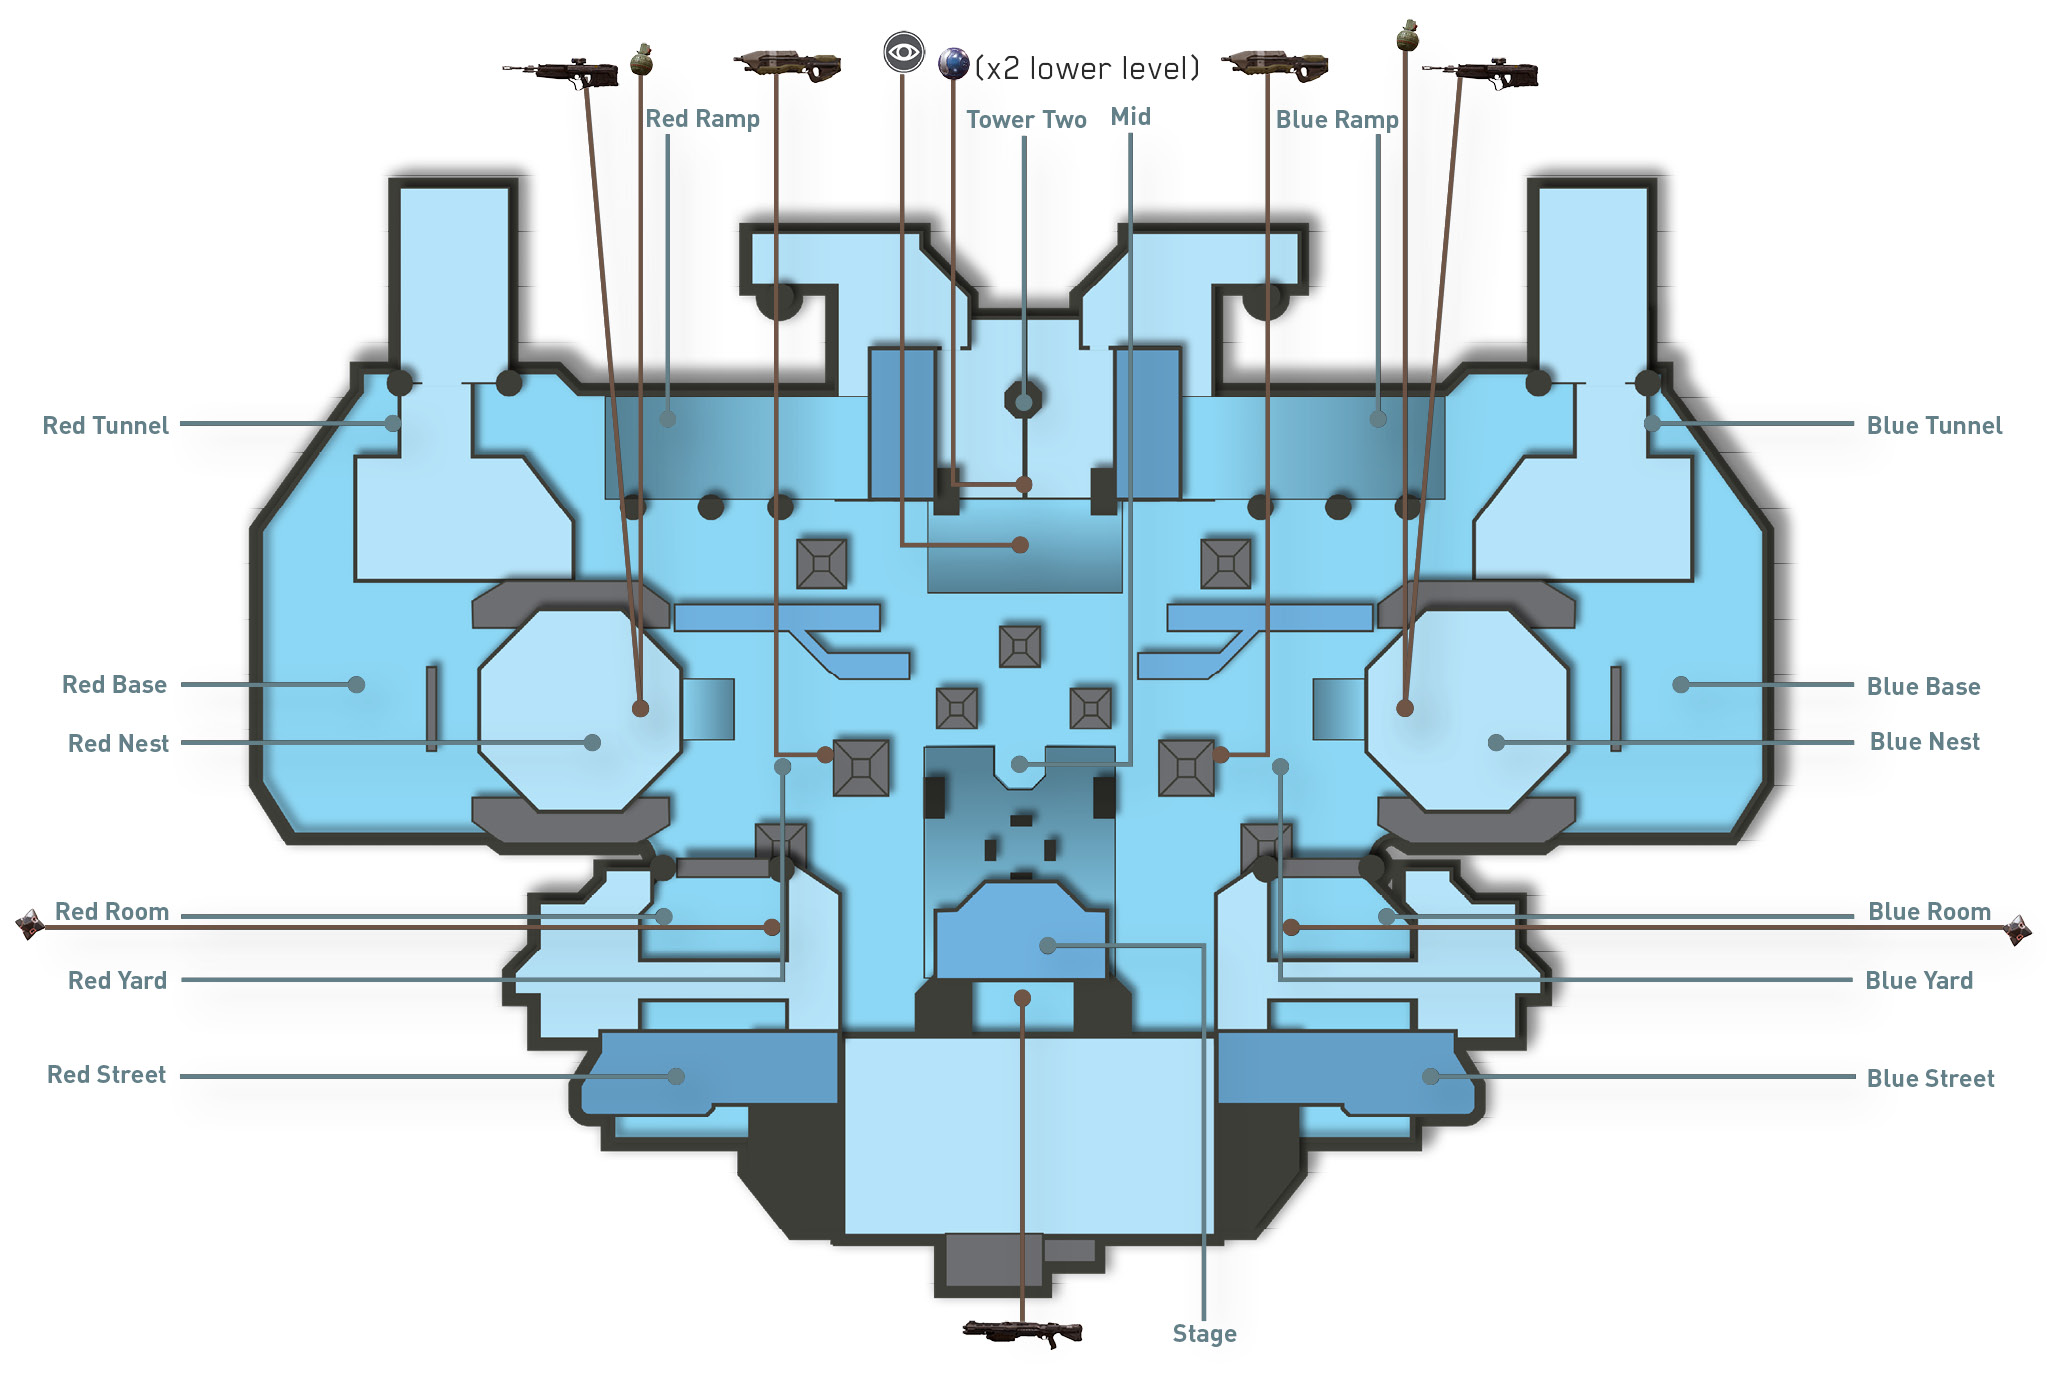 (x2 lower level)
Red Ramp
Tower Two
Mid
Blue Ramp
Red Tunnel
Blue Tunnel
Red Base
Blue Base
Red Nest
Blue Nest
Red Room
Blue Room
Red Yard
Blue Yard
Red Street
Blue Street
Stage